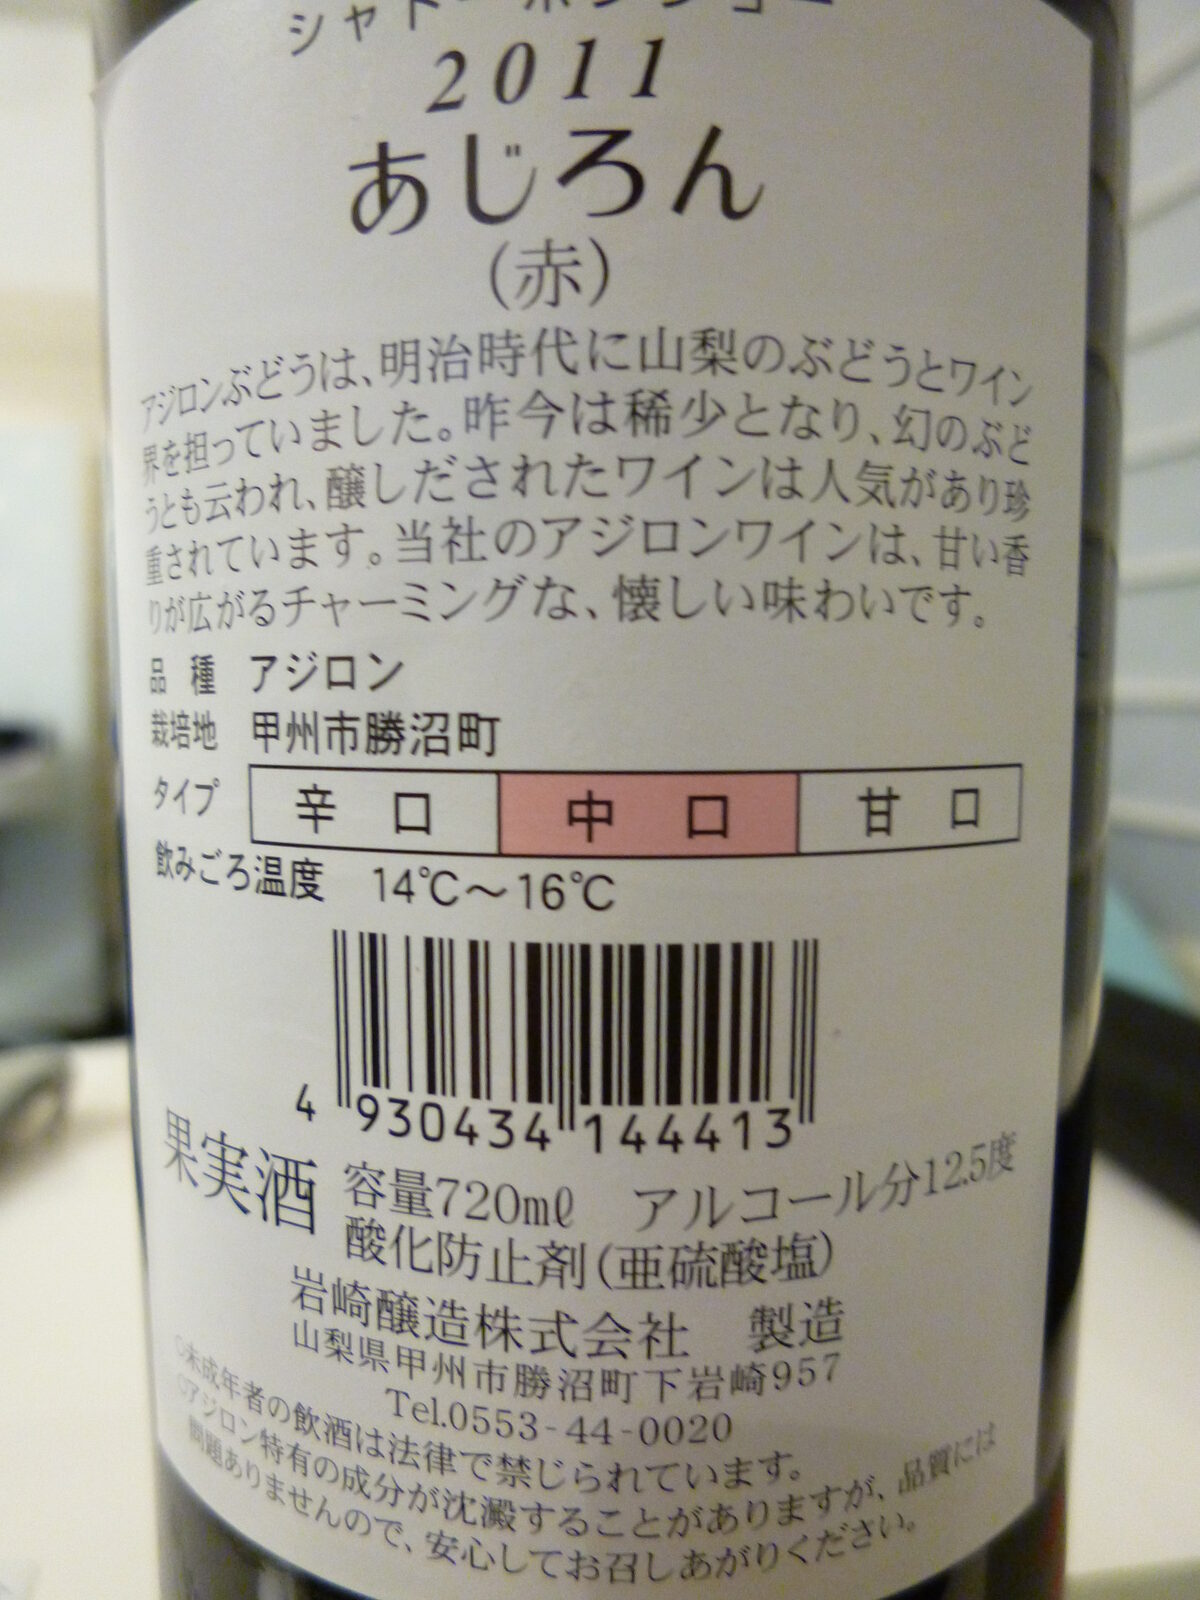 シャトーホンジョー
2011
あじろん
(赤)
アジロンぶどうは、明治時代に山梨のぶどうとワイン
界を担っていました。昨今は稀少となり、幻のぶど
うとも云われ、醸しだされたワインは人気があり珍
重されています。当社のアジロンワインは、甘い香
りが広がるチャーミングな、懐しい味わいです。
品 種 アジロン
栽培地 甲州市勝沼町
タイプ 辛 口 中 口 甘 口
飲みごろ温度 14℃〜16℃
4 930434 144413
果実酒 容量720mℓ アルコール分12.5度
酸化防止剤(亜硫酸塩)
岩崎醸造株式会社 製造
山梨県甲州市勝沼町下岩崎957
Tel.0553-44-0020
○未成年者の飲酒は法律で禁じられています。
○アジロン特有の成分が沈澱することがありますが、品質には
問題ありませんので、安心してお召しあがりください。